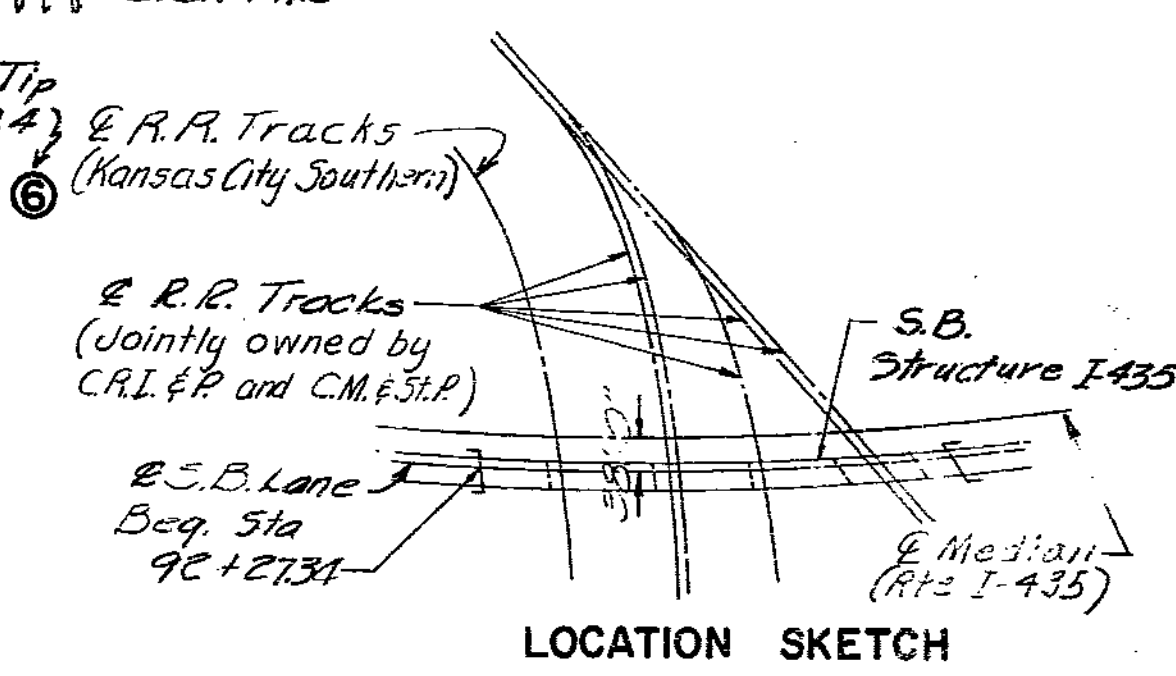 Tip
4)
⑥
℄ R.R. Tracks
(Kansas City Southern)
℄ R.R. Tracks
(Jointly owned by
C.R.I. & P. and C.M. & St.P.)
S.B.
Structure I-435
℄ S.B. Lane
Beg. Sta
92+27.34
℄ Median
(Rte I-435)
LOCATION SKETCH